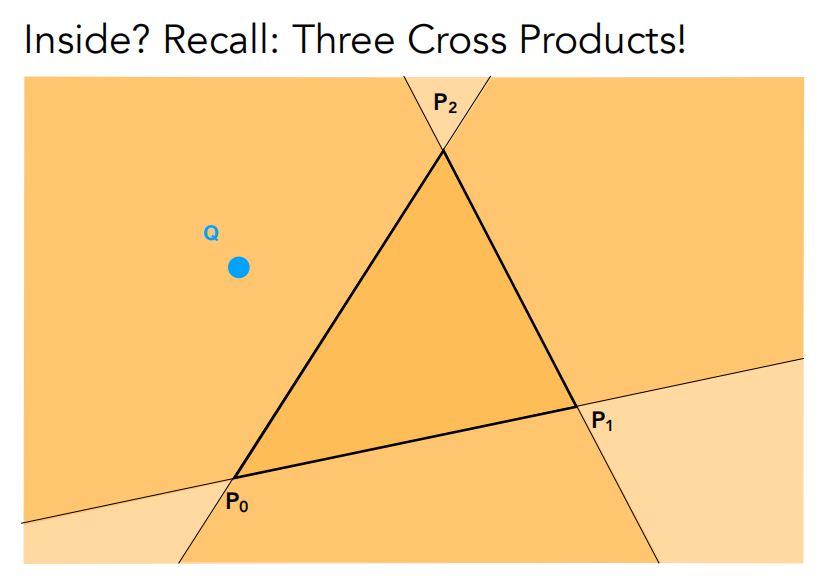 Inside? Recall: Three Cross Products!
P₂
Q
P₁
P₀